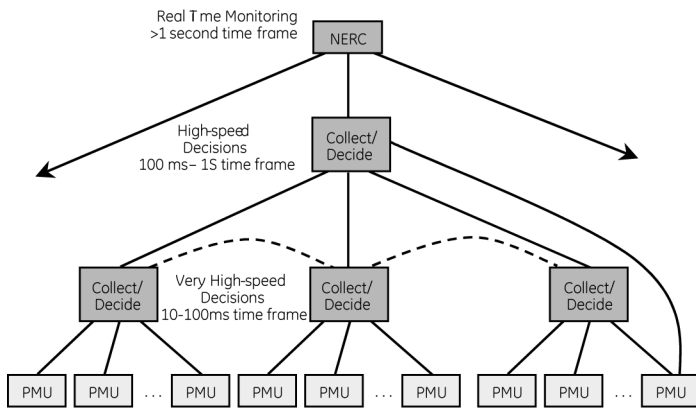 Real T me Monitoring
>1 second time frame
NERC
High-speed
Decisions
100 ms– 1S time frame
Collect/
Decide
Collect/
Decide
Very High-speed
Decisions
10-100ms time frame
Collect/
Decide
Collect/
Decide
PMU PMU ... PMU PMU PMU ... PMU PMU PMU ... PMU